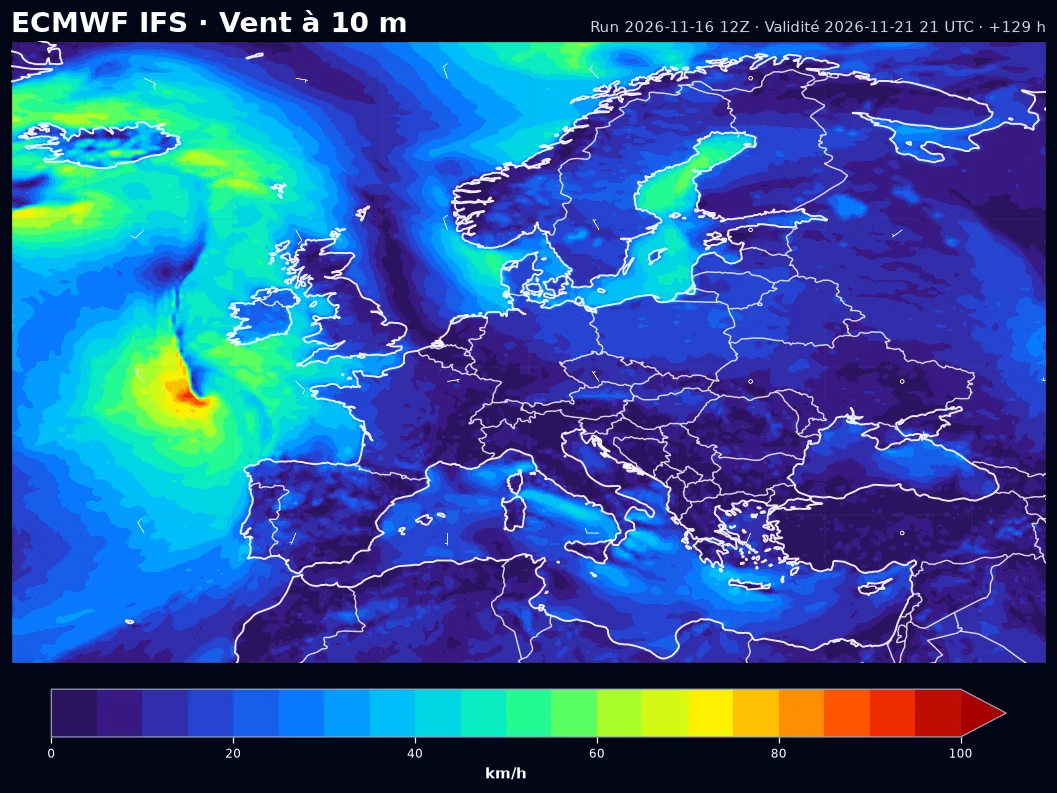 ECMWF IFS · Vent à 10 m
Run 2026-11-16 12Z · Validité 2026-11-21 21 UTC · +129 h
0 20 40 60 80 100
km/h